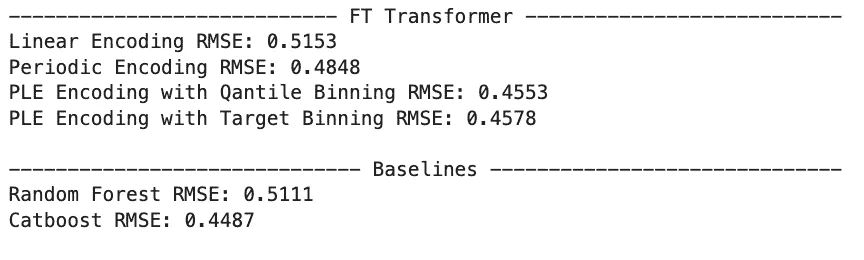 ---------------------------- FT Transformer ---------------------------
Linear Encoding RMSE: 0.5153
Periodic Encoding RMSE: 0.4848
PLE Encoding with Qantile Binning RMSE: 0.4553
PLE Encoding with Target Binning RMSE: 0.4578
------------------------------ Baselines ------------------------------
Random Forest RMSE: 0.5111
Catboost RMSE: 0.4487